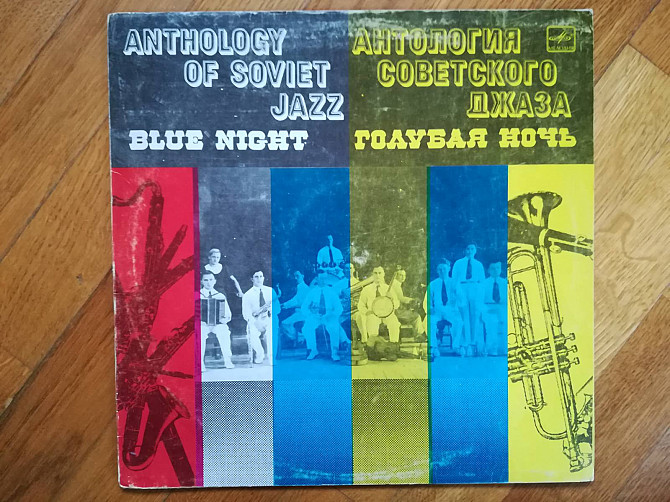 ANTHOLOGY
OF SOVIET
JAZZ
BLUE NIGHT
АНТОЛОГИЯ
СОВЕТСКОГО
ДЖАЗА
ГОЛУБАЯ НОЧЬ